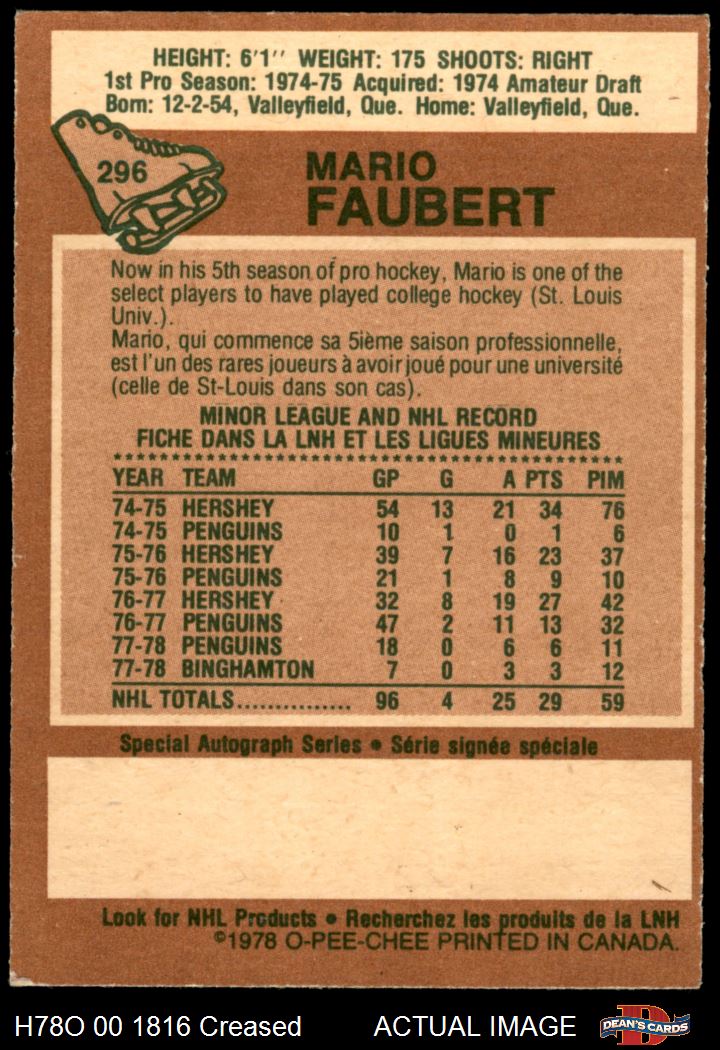 HEIGHT: 6'1'' WEIGHT: 175 SHOOTS: RIGHT
1st Pro Season: 1974-75 Acquired: 1974 Amateur Draft
Born: 12-2-54, Valleyfield, Que. Home: Valleyfield, Que.
296
MARIO
FAUBERT
Now in his 5th season of pro hockey, Mario is one of the
select players to have played college hockey (St. Louis
Univ.).
Mario, qui commence sa 5ième saison professionnelle,
est l'un des rares joueurs à avoir joué pour une université
(celle de St-Louis dans son cas).
MINOR LEAGUE AND NHL RECORD
FICHE DANS LA LNH ET LES LIGUES MINEURES
YEAR TEAM GP G A PTS PIM
74-75 HERSHEY 54 13 21 34 76
74-75 PENGUINS 10 1 0 1 6
75-76 HERSHEY 39 7 16 23 37
75-76 PENGUINS 21 1 8 9 10
76-77 HERSHEY 32 8 19 27 42
76-77 PENGUINS 47 2 11 13 32
77-78 PENGUINS 18 0 6 6 11
77-78 BINGHAMTON 7 0 3 3 12
NHL TOTALS............... 96 4 25 29 59
Special Autograph Series • Série signée spéciale
Look for NHL Products • Recherchez les produits de la LNH
©1978 O-PEE-CHEE PRINTED IN CANADA.
H78O 00 1816 Creased ACTUAL IMAGE
D
DEAN'S CARDS